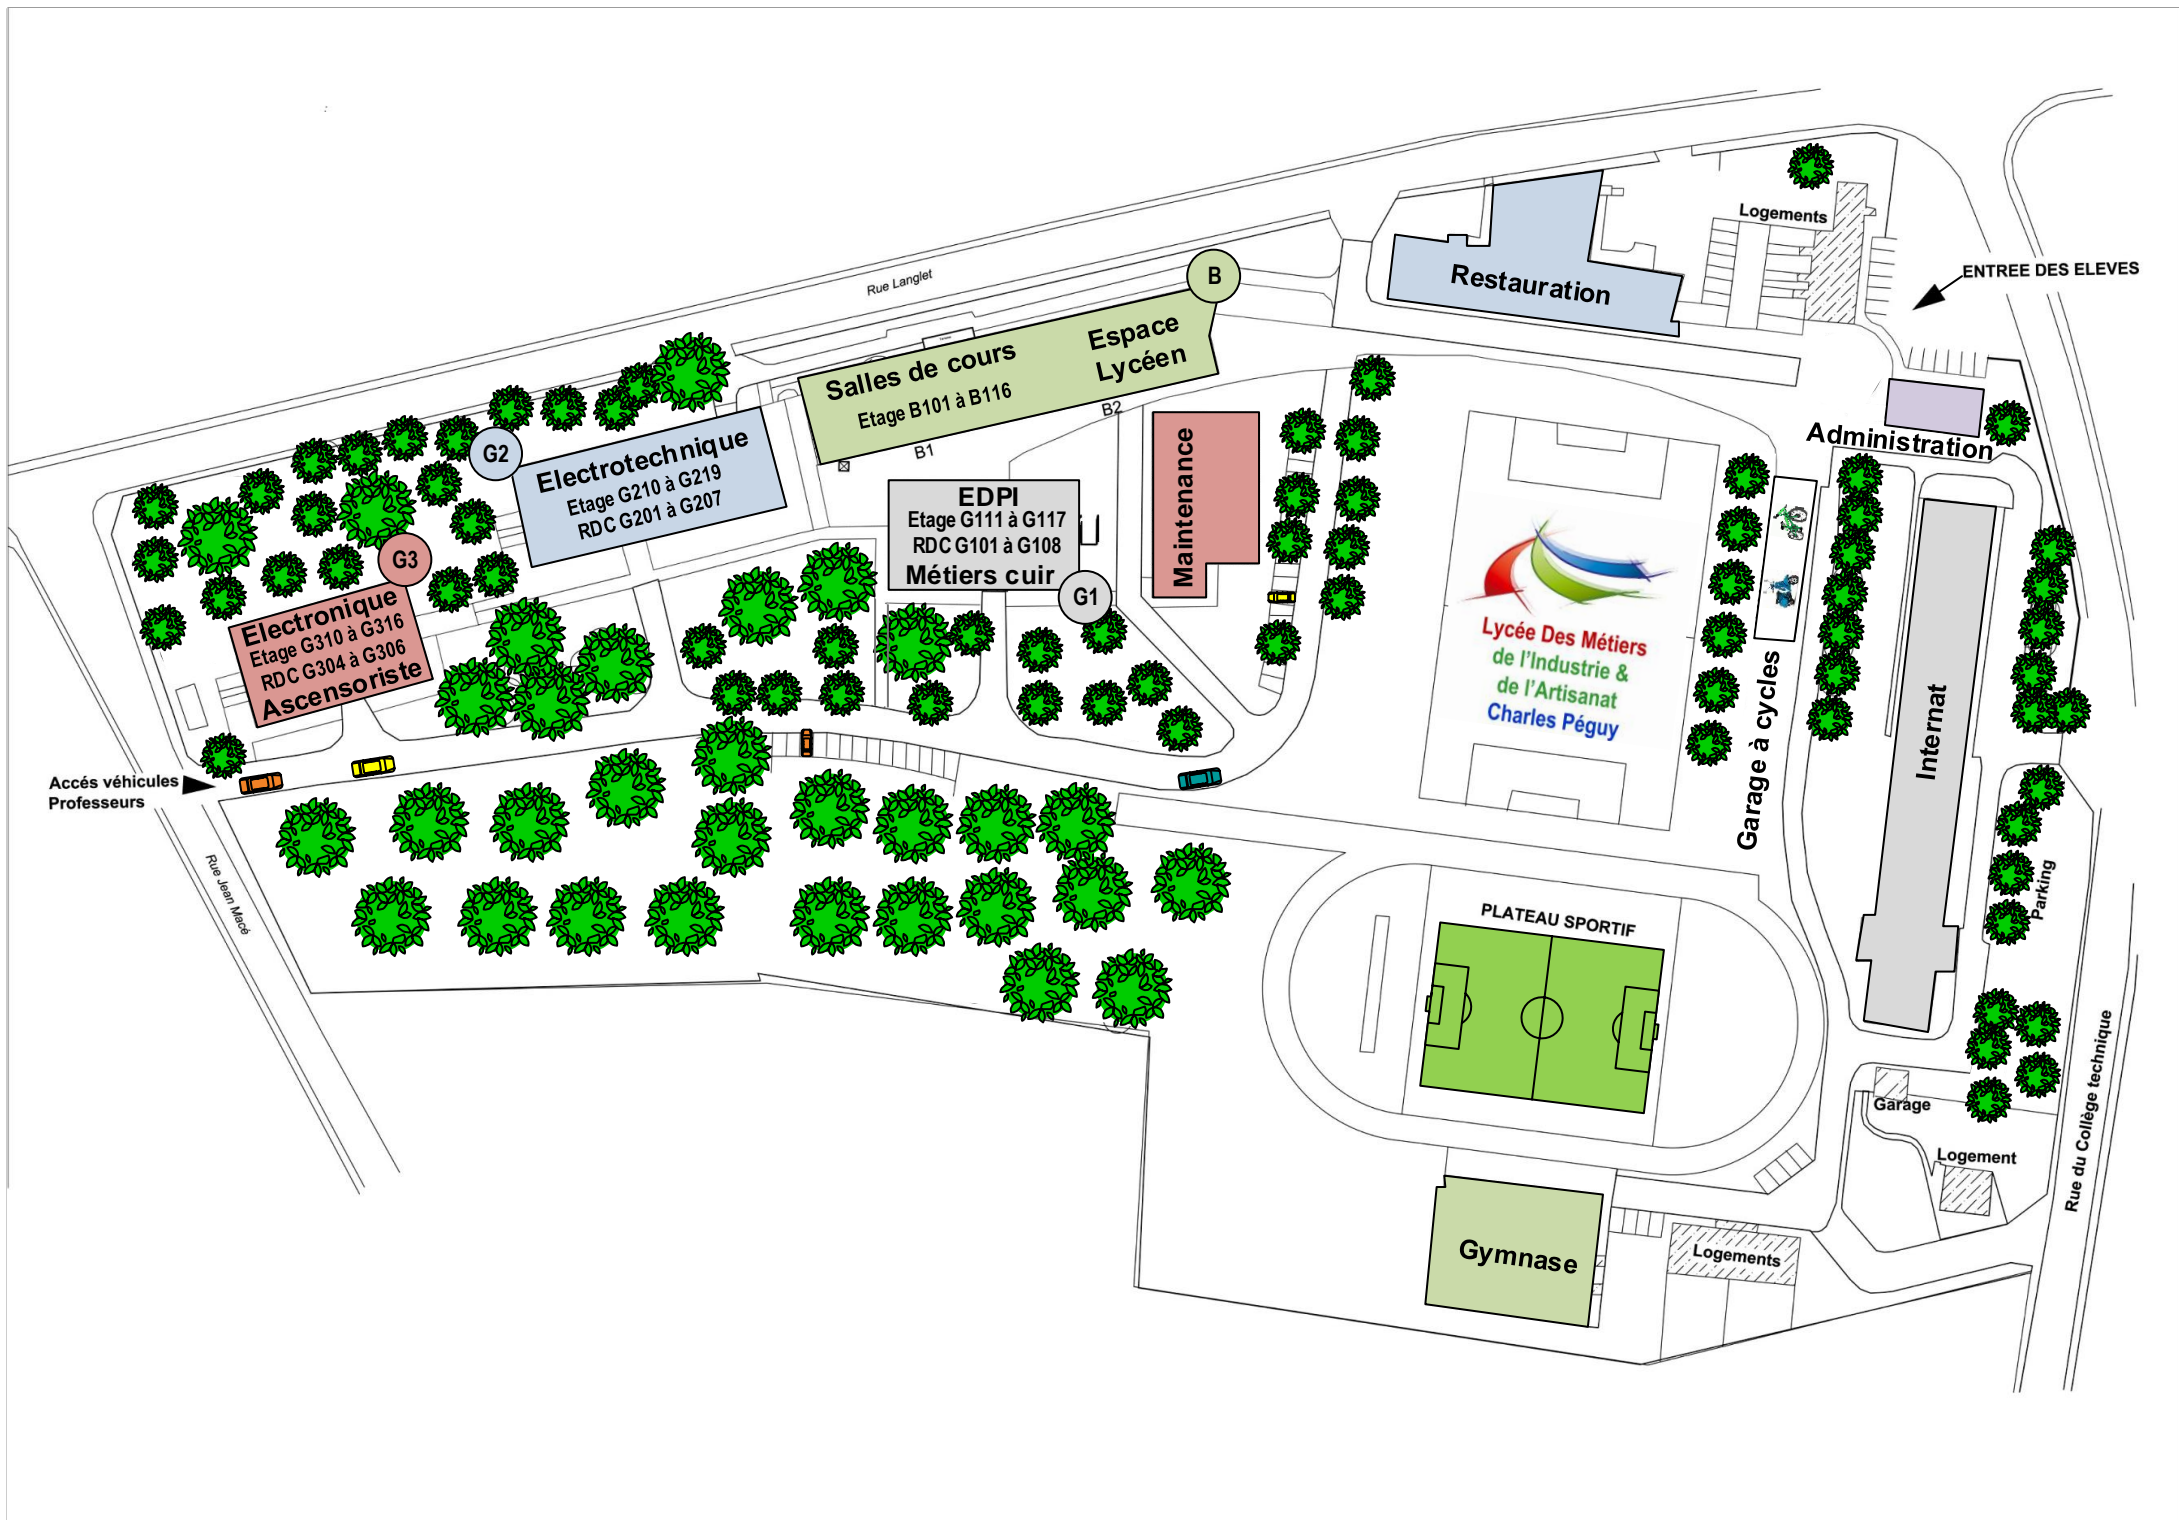 Logements
Rue Langlet
B
ENTREE DES ELEVES
Restauration
Salles de cours
Etage B101 à B116
Espace
Lycéen
B1
B2
Administration
G2
Electrotechnique
Etage G210 à G219
RDC G201 à G207
EDPI
Etage G111 à G117
RDC G101 à G108
Métiers cuir
G1
Maintenance
G3
Electronique
Etage G310 à G316
RDC G304 à G306
Ascensoriste
Lycée Des Métiers
de l'Industrie &
de l'Artisanat
Charles Péguy
Garage à cycles
Internat
Accés véhicules
Professeurs
Rue Jean Macé
Parking
PLATEAU SPORTIF
Garage
Logement
Rue du Collège technique
Gymnase
Logements